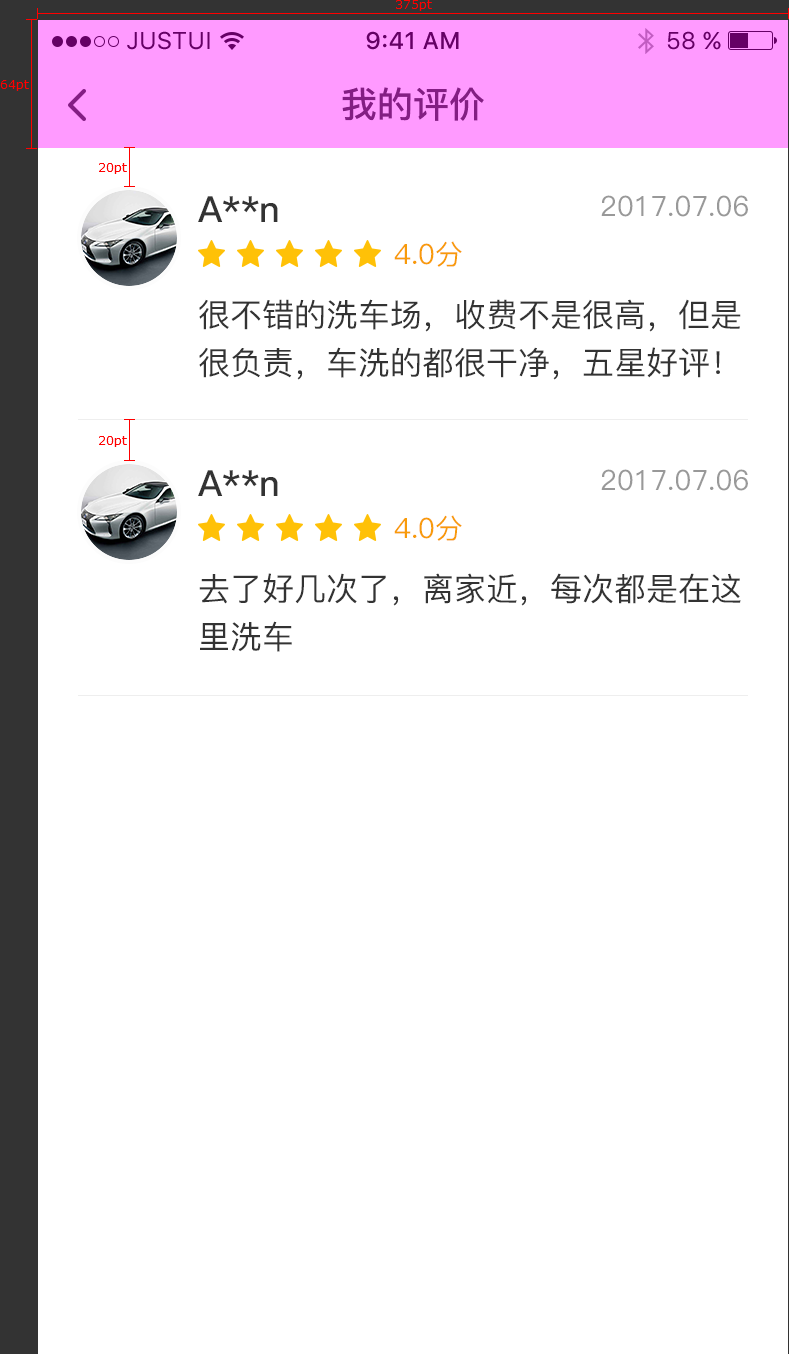 375pt
JUSTUI 9:41 AM 58 %
64pt
我的评价
20pt
A**n 2017.07.06
4.0分
很不错的洗车场，收费不是很高，但是
很负责，车洗的都很干净，五星好评！
20pt
A**n 2017.07.06
4.0分
去了好几次了，离家近，每次都是在这
里洗车